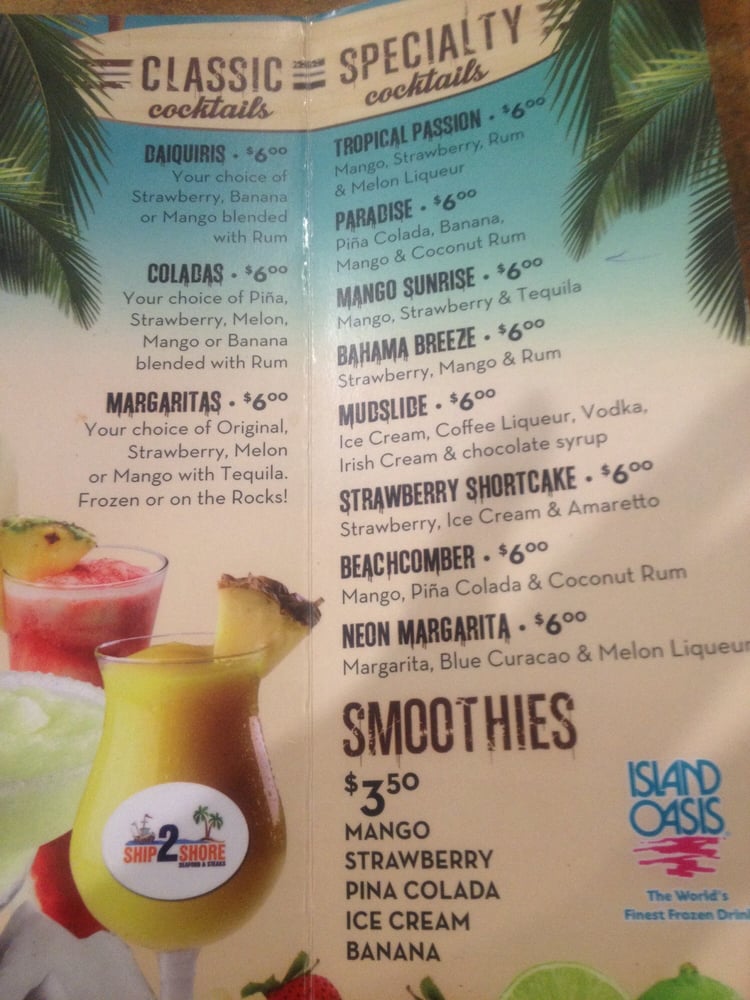 CLASSIC
cocktails
DAIQUIRIS • $6.00
Your choice of
Strawberry, Banana
or Mango blended
with Rum
COLADAS • $6.00
Your choice of Piña,
Strawberry, Melon,
Mango or Banana
blended with Rum
MARGARITAS • $6.00
Your choice of Original,
Strawberry, Melon
or Mango with Tequila.
Frozen or on the Rocks!
SHIP 2 SHORE
SEAFOOD & STEAKS
SPECIALTY
cocktails
TROPICAL PASSION • $6.00
Mango, Strawberry, Rum
& Melon Liqueur
PARADISE • $6.00
Piña Colada, Banana,
Mango & Coconut Rum
MANGO SUNRISE • $6.00
Mango, Strawberry & Tequila
BAHAMA BREEZE • $6.00
Strawberry, Mango & Rum
MUDSLIDE • $6.00
Ice Cream, Coffee Liqueur, Vodka,
Irish Cream & chocolate syrup
STRAWBERRY SHORTCAKE • $6.00
Strawberry, Ice Cream & Amaretto
BEACHCOMBER • $6.00
Mango, Piña Colada & Coconut Rum
NEON MARGARITA • $6.00
Margarita, Blue Curacao & Melon Liqueur
SMOOTHIES
$3.50
MANGO
STRAWBERRY
PINA COLADA
ICE CREAM
BANANA
ISLAND
OASIS
The World's
Finest Frozen Drin